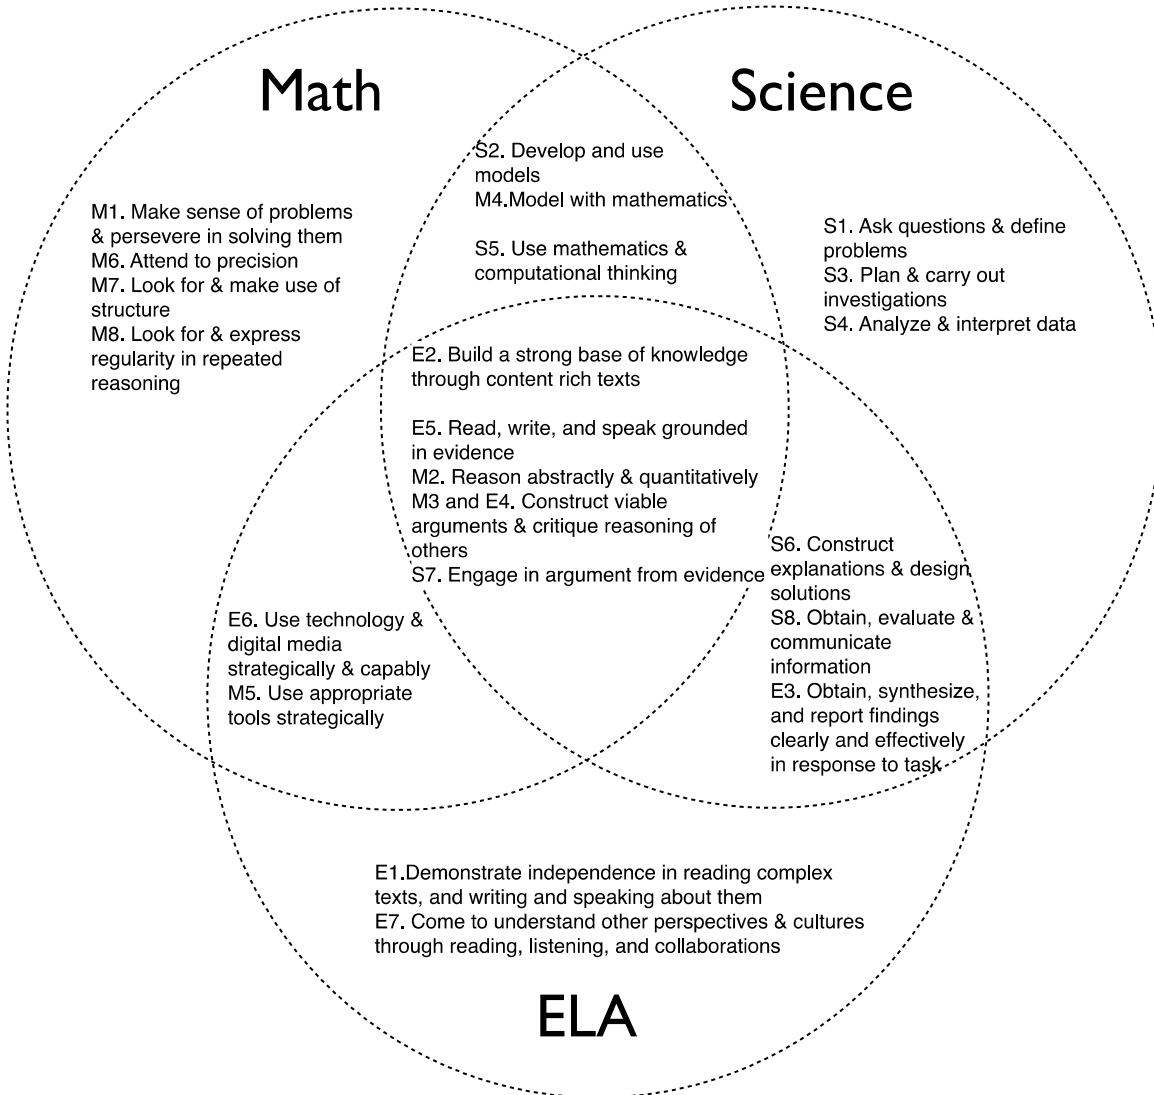 Math
Science
S2. Develop and use
models
M4.Model with mathematics
S5. Use mathematics &
computational thinking
M1. Make sense of problems
& persevere in solving them
M6. Attend to precision
M7. Look for & make use of
structure
M8. Look for & express
regularity in repeated
reasoning
S1. Ask questions & define
problems
S3. Plan & carry out
investigations
S4. Analyze & interpret data
E2. Build a strong base of knowledge
through content rich texts
E5. Read, write, and speak grounded
in evidence
M2. Reason abstractly & quantitatively
M3 and E4. Construct viable
arguments & critique reasoning of
others
S7. Engage in argument from evidence
E6. Use technology &
digital media
strategically & capably
M5. Use appropriate
tools strategically
S6. Construct
explanations & design
solutions
S8. Obtain, evaluate &
communicate
information
E3. Obtain, synthesize,
and report findings
clearly and effectively
in response to task
E1.Demonstrate independence in reading complex
texts, and writing and speaking about them
E7. Come to understand other perspectives & cultures
through reading, listening, and collaborations
ELA